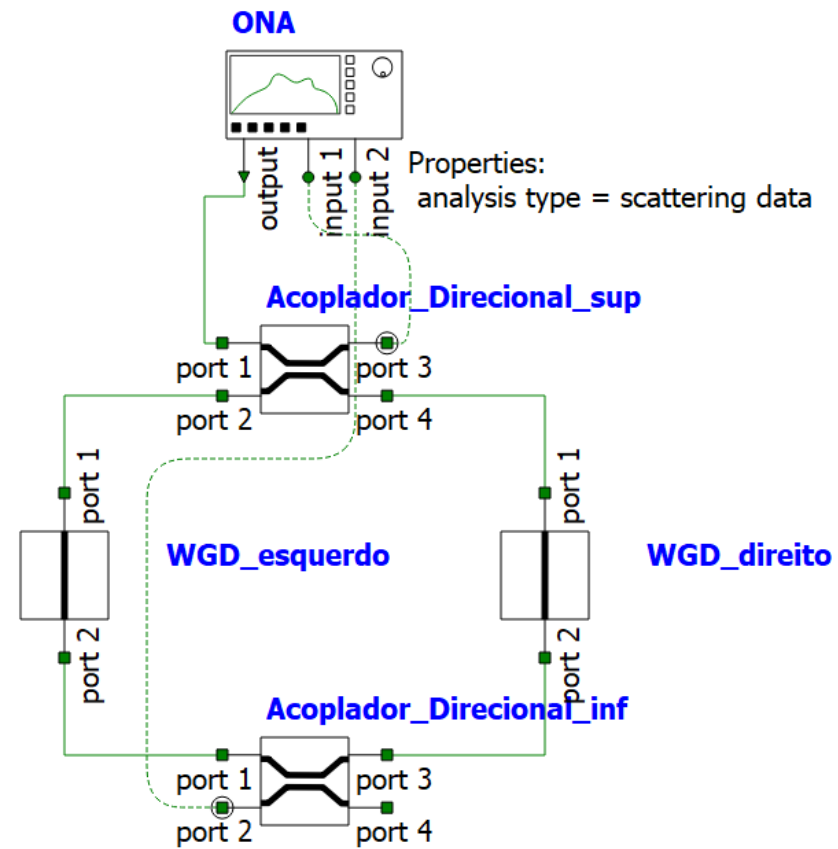 ONA
output
input 1
input 2
Properties:
analysis type = scattering data
Acoplador_Direcional_sup
port 1
port 3
port 2
port 4
port 1
port 1
WGD_esquerdo
WGD_direito
port 2
port 2
Acoplador_Direcional_inf
port 1
port 3
port 2
port 4